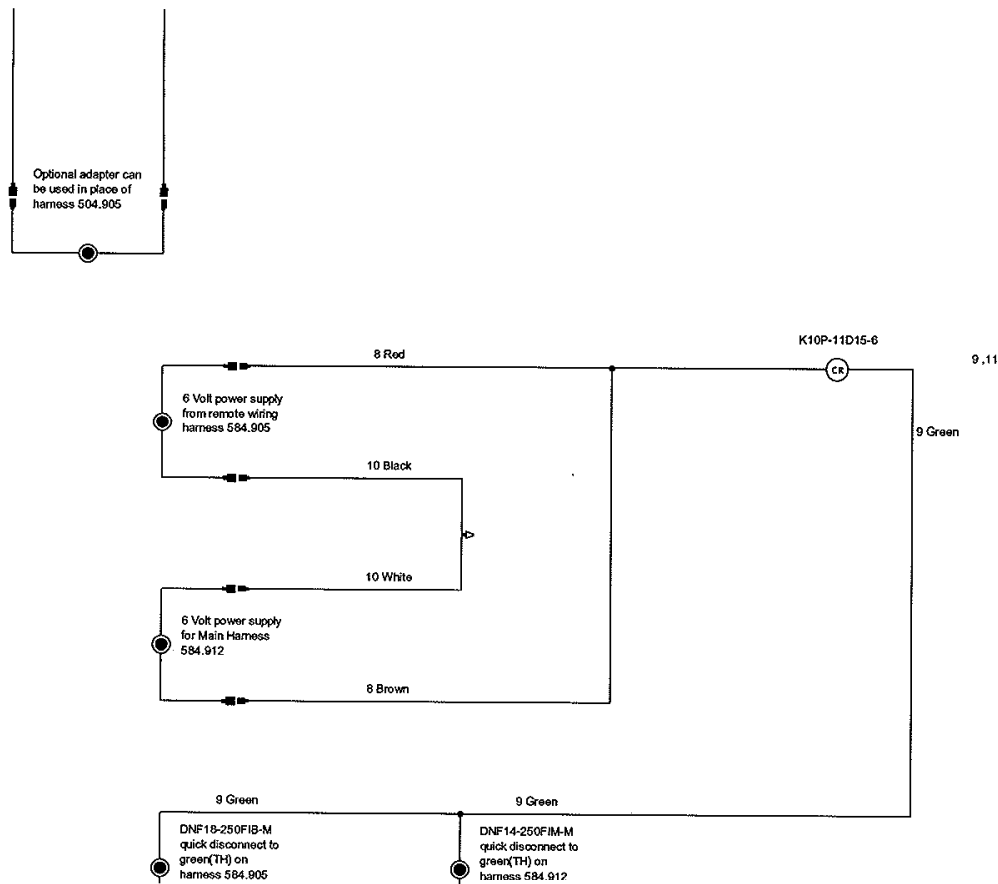 Optional adapter can
be used in place of
harness 504.905
K10P-11D15-6
8 Red
9 ,11
CR
6 Volt power supply
from remote wiring
harness 584.905
9 Green
10 Black
10 White
6 Volt power supply
for Main Harness
584.912
8 Brown
9 Green
9 Green
DNF18-250FIB-M
quick disconnect to
green(TH) on
harness 584.905
DNF14-250FIM-M
quick disconnect to
green(TH) on
harness 584.912